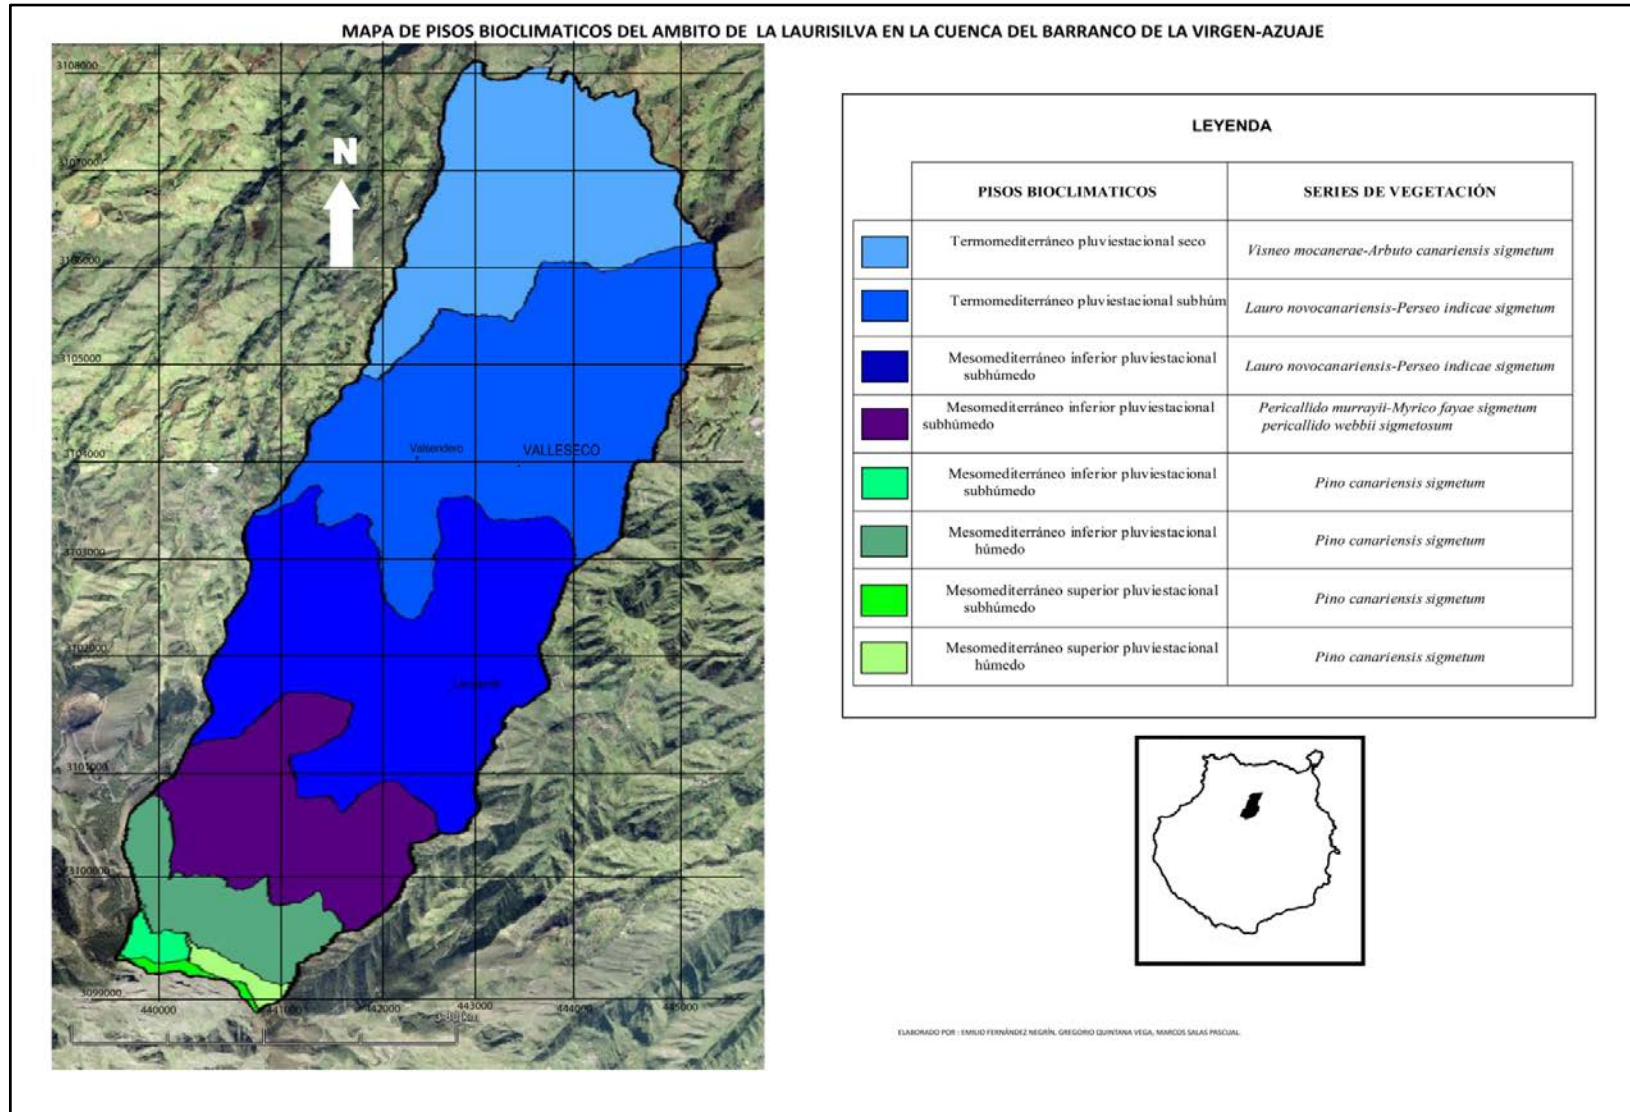 MAPA DE PISOS BIOCLIMATICOS DEL AMBITO DE LA LAURISILVA EN LA CUENCA DEL BARRANCO DE LA VIRGEN-AZUAJE
3108000
3107000
N
3106000
3105000
3104000
Valsendero
VALLESECO
3103000
3102000
3101000
3100000
3099000
440000
441000
442000
443000
444000
445000
LEYENDA
PISOS BIOCLIMATICOS
SERIES DE VEGETACIÓN
Termomediterráneo pluviestacional seco
Visneo mocanerae-Arbuto canariensis sigmetum
Termomediterráneo pluviestacional subhúm
Lauro novocanariensis-Perseo indicae sigmetum
Mesomediterráneo inferior pluviestacional
subhúmedo
Lauro novocanariensis-Perseo indicae sigmetum
Mesomediterráneo inferior pluviestacional
subhúmedo
Pericallido murrayii-Myrico fayae sigmetum
pericallido webbii sigmetosum
Mesomediterráneo inferior pluviestacional
subhúmedo
Pino canariensis sigmetum
Mesomediterráneo inferior pluviestacional
húmedo
Pino canariensis sigmetum
Mesomediterráneo superior pluviestacional
subhúmedo
Pino canariensis sigmetum
Mesomediterráneo superior pluviestacional
húmedo
Pino canariensis sigmetum
ELABORADO POR : EMILIO FERNÁNDEZ NEGRÍN, GREGORIO QUINTANA VEGA, MARCOS SALAS PASCUAL.